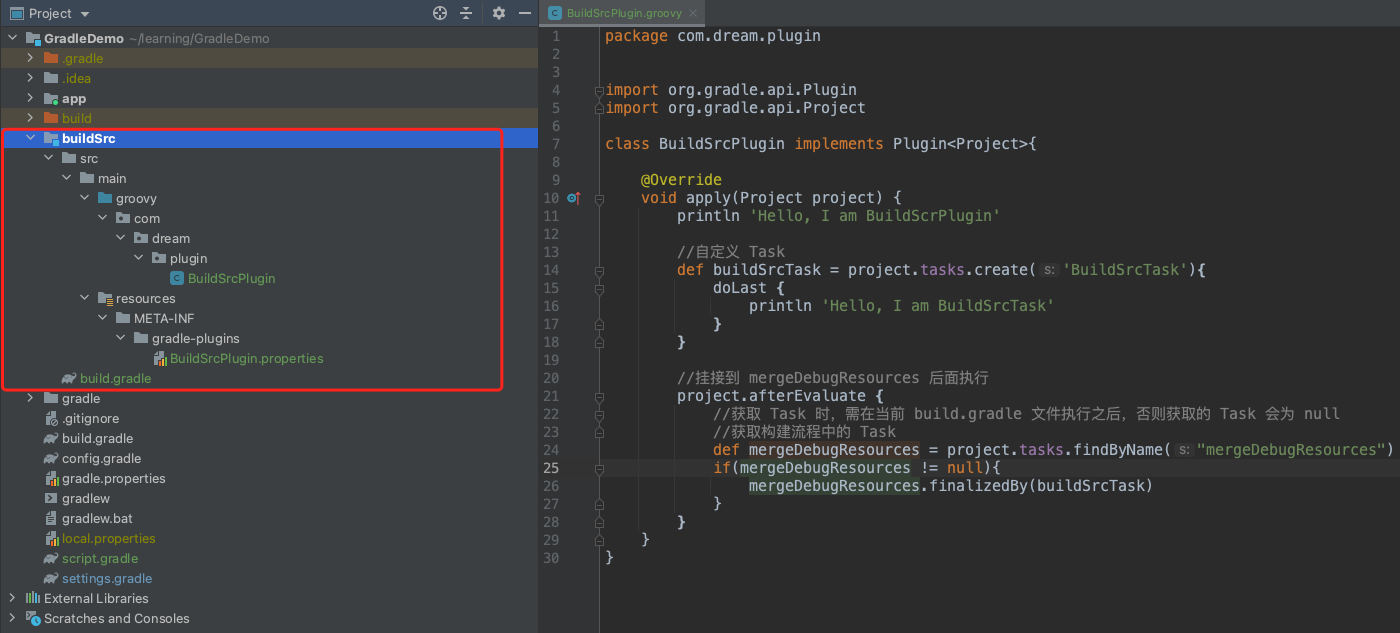 Project
GradleDemo ~/learning/GradleDemo
.gradle
.idea
app
build
buildSrc
src
main
groovy
com
dream
plugin
BuildSrcPlugin
resources
META-INF
gradle-plugins
BuildSrcPlugin.properties
build.gradle
gradle
.gitignore
build.gradle
config.gradle
gradle.properties
gradlew
gradlew.bat
local.properties
script.gradle
settings.gradle
External Libraries
Scratches and Consoles
BuildSrcPlugin.groovy
1 package com.dream.plugin
2
3
4 import org.gradle.api.Plugin
5 import org.gradle.api.Project
6
7 class BuildSrcPlugin implements Plugin<Project>{
8
9 @Override
10 void apply(Project project) {
11 println 'Hello, I am BuildScrPlugin'
12
13 //自定义 Task
14 def buildSrcTask = project.tasks.create( s: 'BuildSrcTask'){
15 doLast {
16 println 'Hello, I am BuildSrcTask'
17 }
18 }
19
20 //挂接到 mergeDebugResources 后面执行
21 project.afterEvaluate {
22 //获取 Task 时，需在当前 build.gradle 文件执行之后，否则获取的 Task 会为 null
23 //获取构建流程中的 Task
24 def mergeDebugResources = project.tasks.findByName( s: "mergeDebugResources")
25 if(mergeDebugResources != null){
26 mergeDebugResources.finalizedBy(buildSrcTask)
27 }
28 }
29 }
30 }